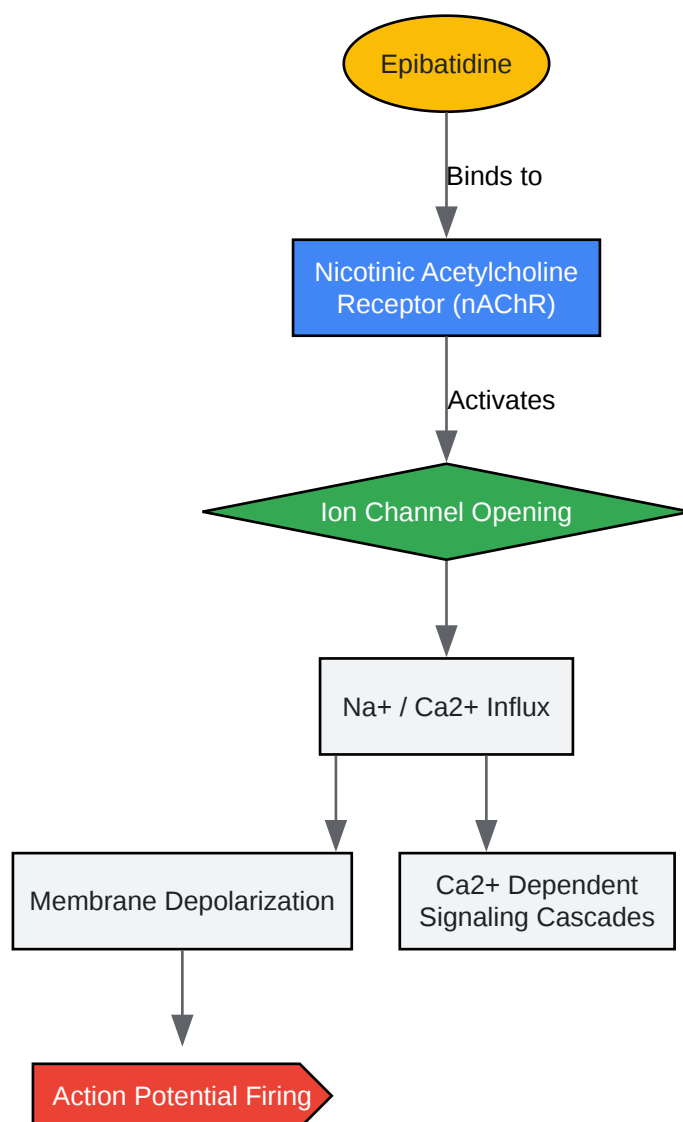 Epibatidine
Binds to
Nicotinic Acetylcholine
Receptor (nAChR)
Activates
Ion Channel Opening
Na+ / Ca2+ Influx
Membrane Depolarization
Ca2+ Dependent
Signaling Cascades
Action Potential Firing